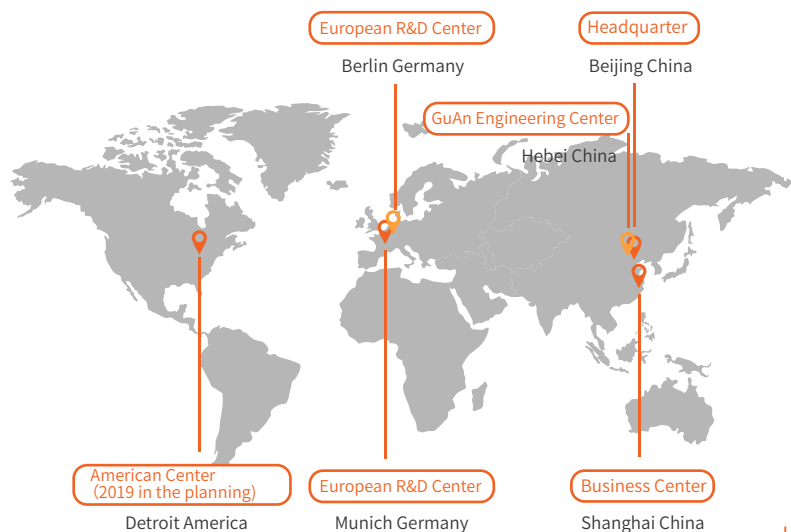 European R&D Center
Berlin Germany
Headquarter
Beijing China
GuAn Engineering Center
Hebei China
American Center
（2019 in the planning)
Detroit America
European R&D Center
Munich Germany
Business Center
Shanghai China